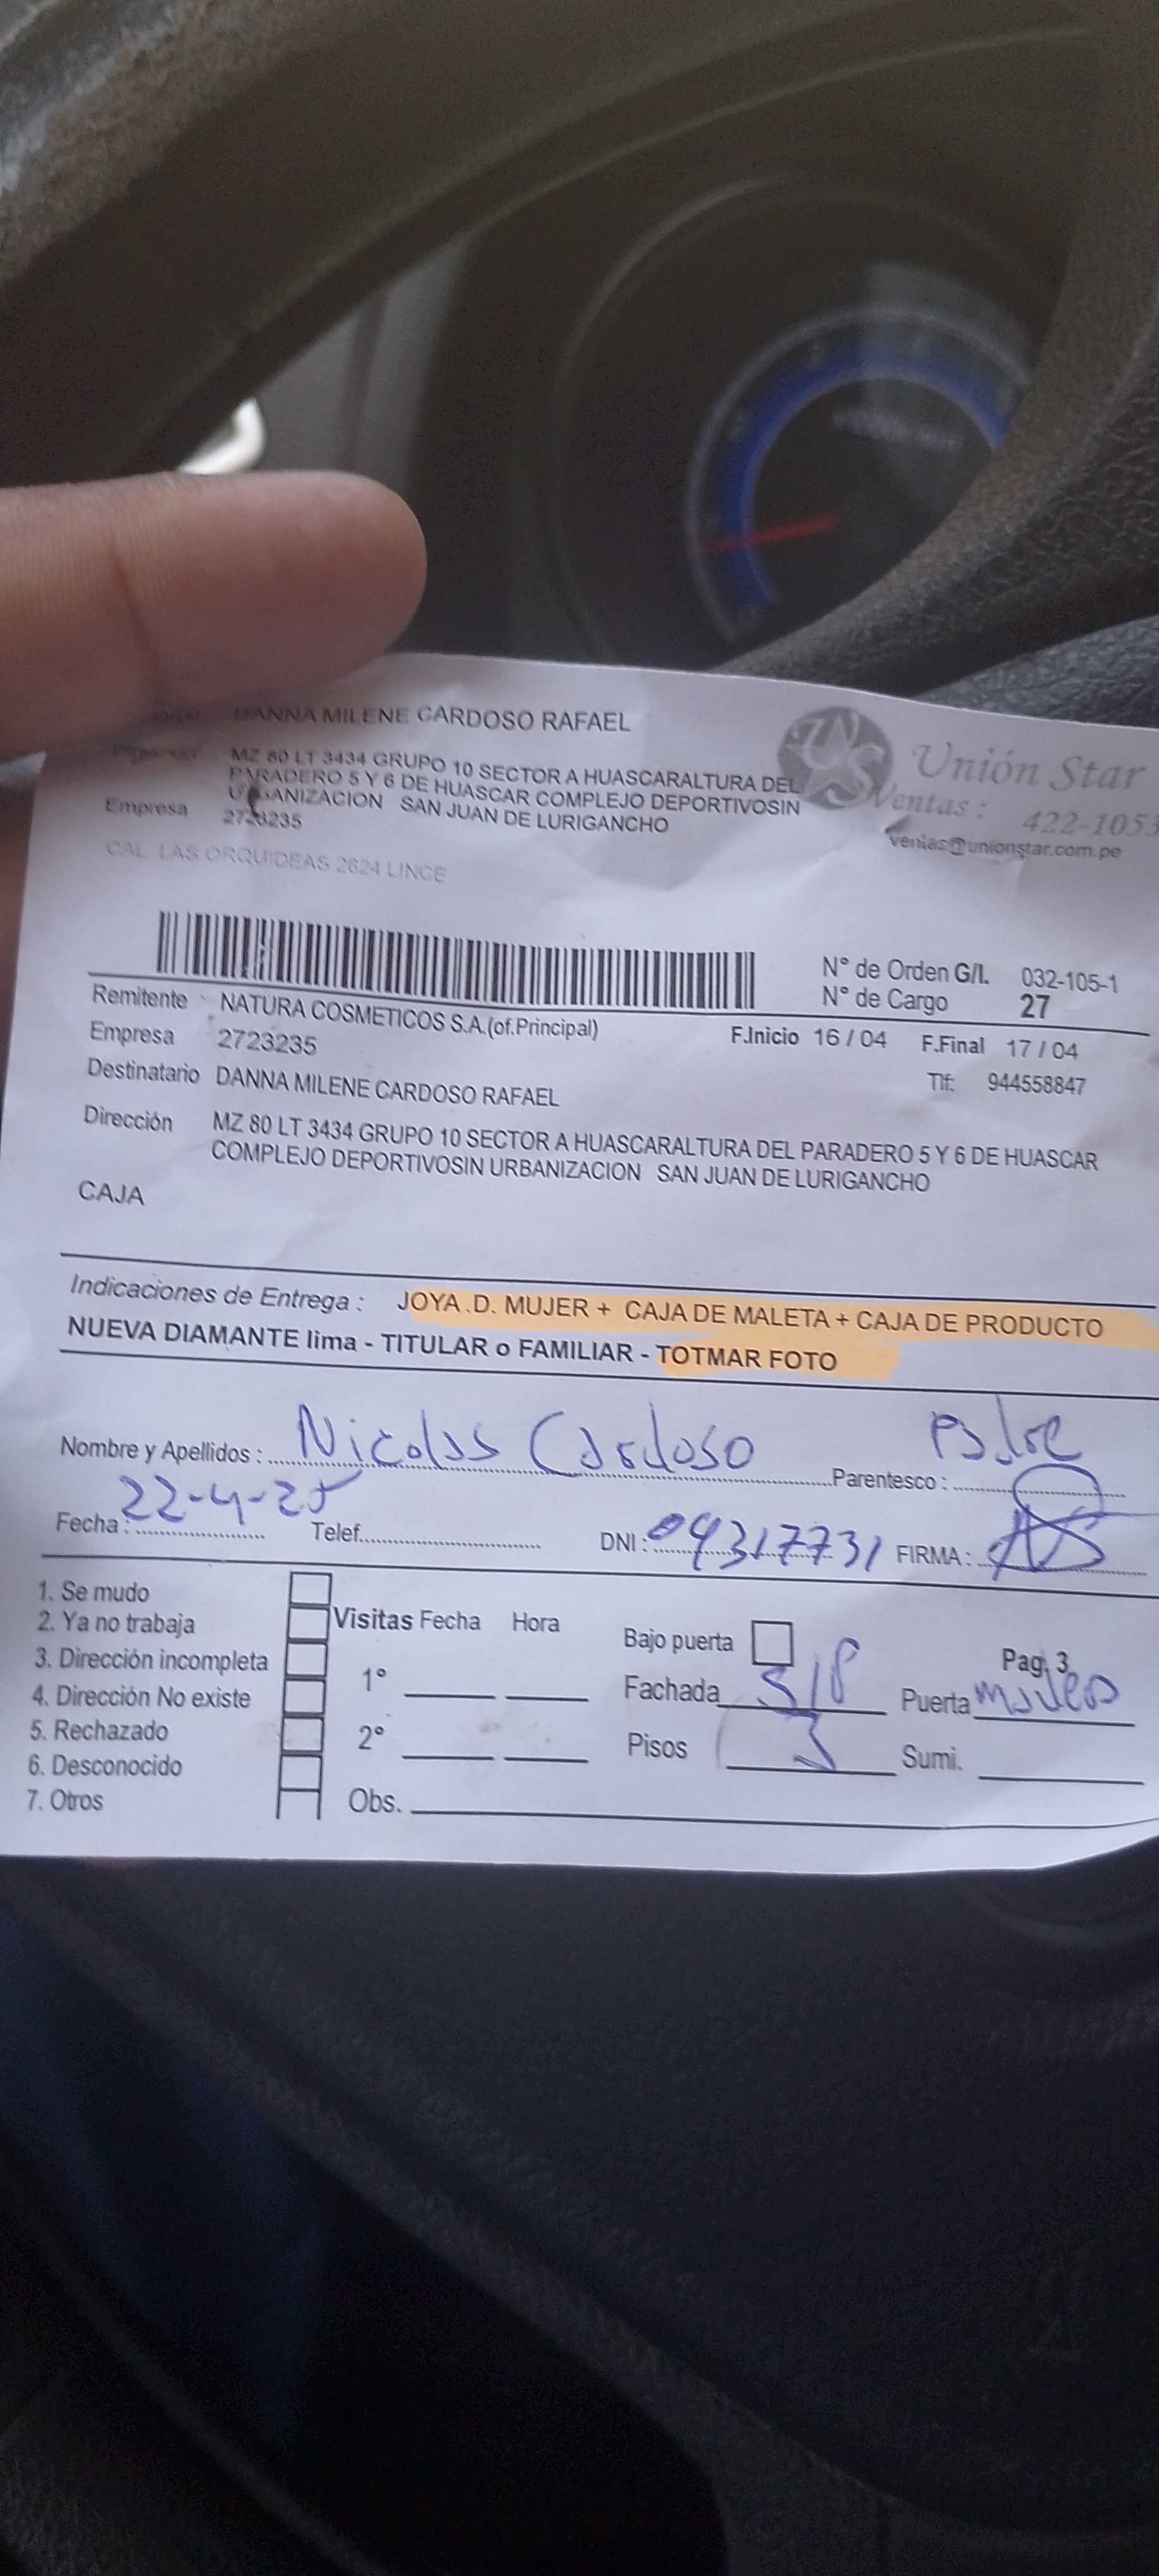 DANNA MILENE CARDOSO RAFAEL
MZ 80 LT 3434 GRUPO 10 SECTOR A HUASCARALTURA DEL
PARADERO 5 Y 6 DE HUASCAR COMPLEJO DEPORTIVOSIN
URBANIZACION SAN JUAN DE LURIGANCHO
Empresa 2723235
CAL. LAS ORQUIDEAS 2624 LINCE
US
Unión Star
Ventas : 422-1053
ventas@unionstar.com.pe
N° de Orden G/I. 032-105-1
N° de Cargo 27
Remitente NATURA COSMETICOS S.A.(of.Principal)
Empresa 2723235
F.Inicio 16 / 04 F.Final 17 / 04
Destinatario DANNA MILENE CARDOSO RAFAEL
Tlf: 944558847
Dirección MZ 80 LT 3434 GRUPO 10 SECTOR A HUASCARALTURA DEL PARADERO 5 Y 6 DE HUASCAR
COMPLEJO DEPORTIVOSIN URBANIZACION SAN JUAN DE LURIGANCHO
CAJA
Indicaciones de Entrega : JOYA .D. MUJER + CAJA DE MALETA + CAJA DE PRODUCTO
NUEVA DIAMANTE lima - TITULAR o FAMILIAR - TOTMAR FOTO
Nombre y Apellidos : Nicolas Cardoso Parentesco : Padre
Fecha : 22-4-25 Telef. DNI : 09317731 FIRMA :
1. Se mudo
2. Ya no trabaja
3. Dirección incompleta
4. Dirección No existe
5. Rechazado
6. Desconocido
7. Otros
Visitas Fecha Hora
1°
2°
Obs.
Bajo puerta
Pag. 3
Fachada S/P Puerta madera
Pisos 3 Sumi.